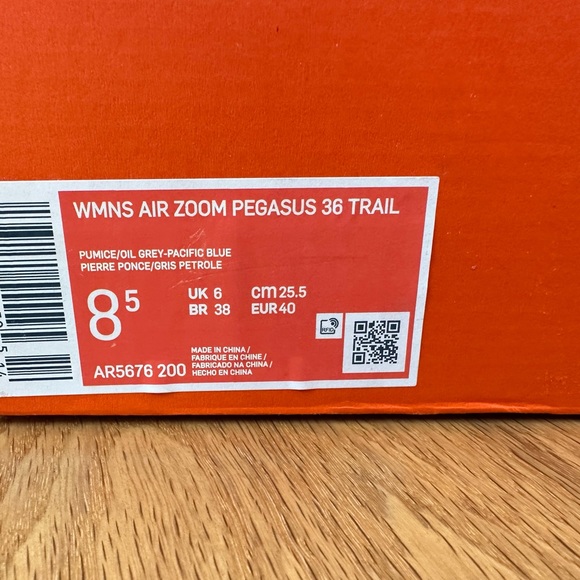 WMNS AIR ZOOM PEGASUS 36 TRAIL
PUMICE/OIL GREY-PACIFIC BLUE
PIERRE PONCE/GRIS PETROLE
85 UK 6 cm 25.5
BR 38 EUR 40
RFID
AR5676 200
MADE IN CHINA /
FABRIQUE EN CHINE /
FABRICADO NA CHINA /
HECHO EN CHINA